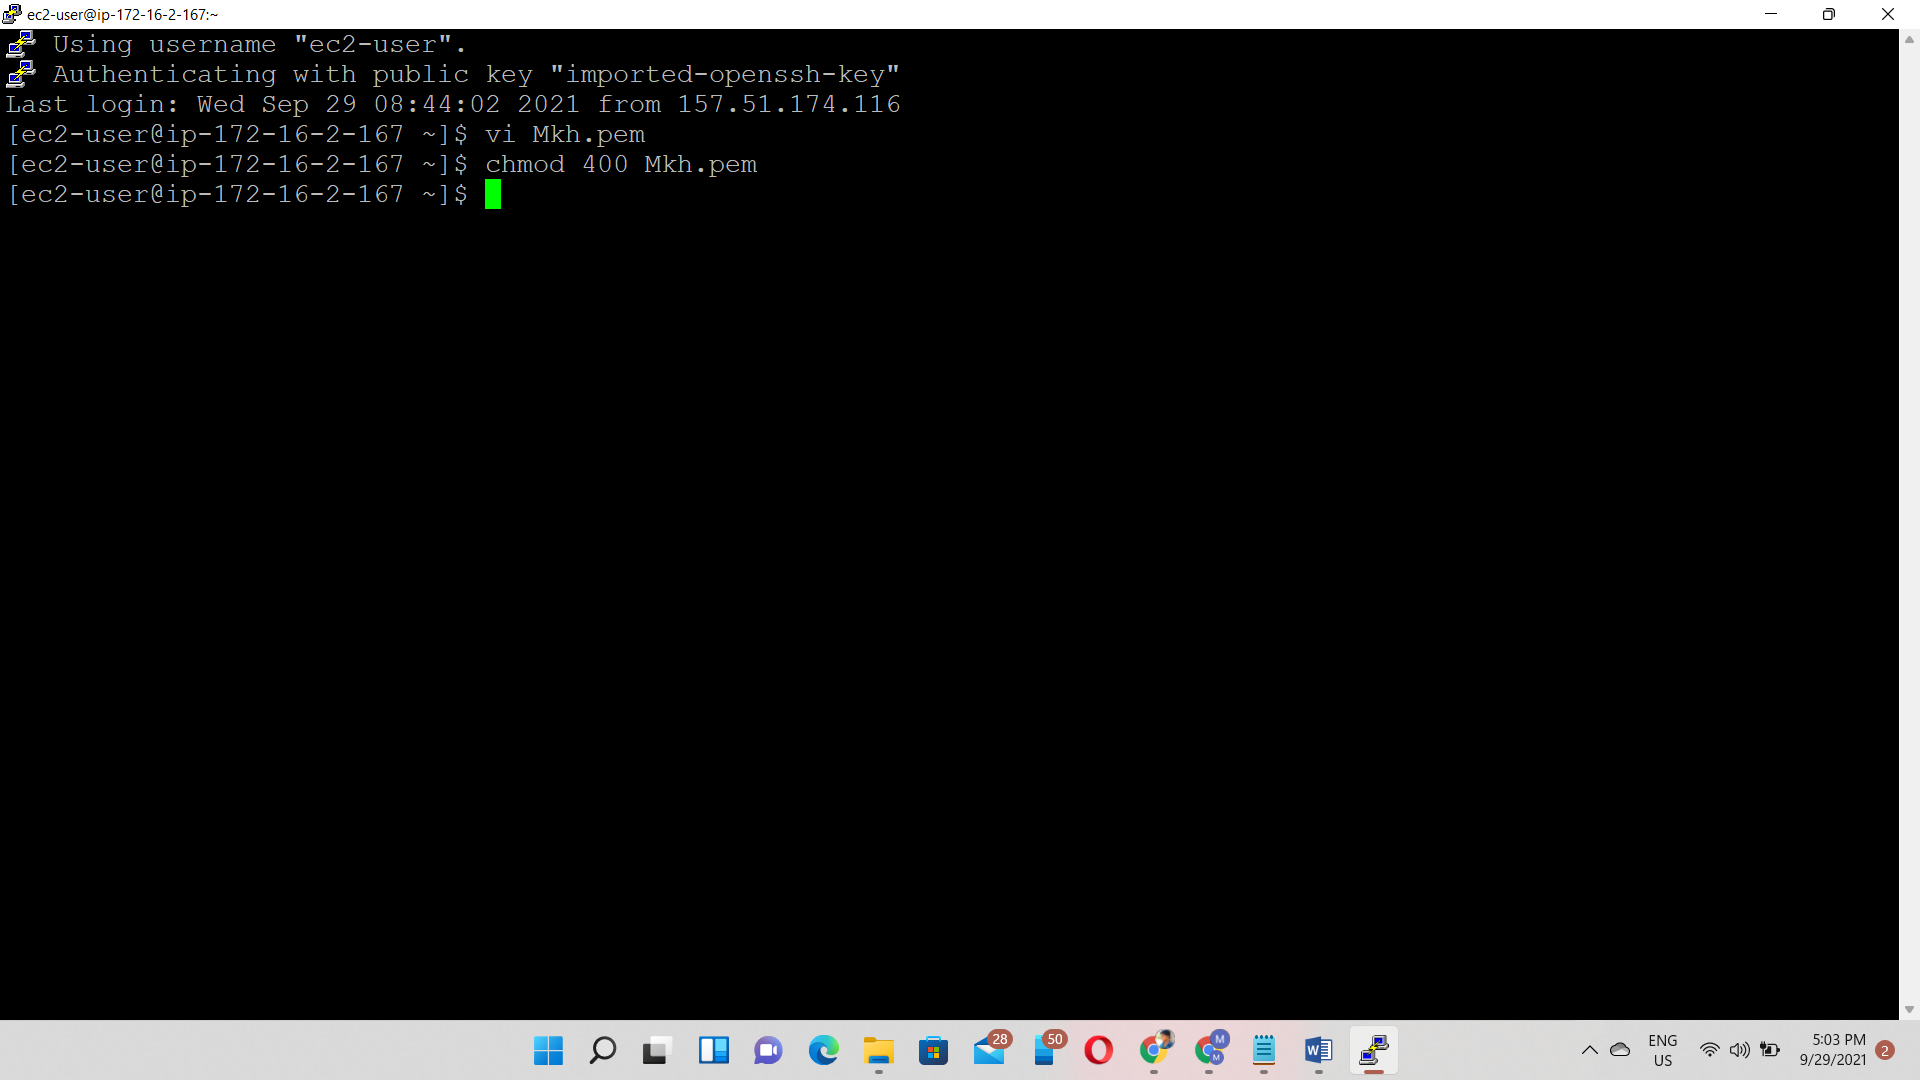 ec2-user@ip-172-16-2-167:~
Using username "ec2-user".
Authenticating with public key "imported-openssh-key"
Last login: Wed Sep 29 08:44:02 2021 from 157.51.174.116
[ec2-user@ip-172-16-2-167 ~]$ vi Mkh.pem
[ec2-user@ip-172-16-2-167 ~]$ chmod 400 Mkh.pem
[ec2-user@ip-172-16-2-167 ~]$
28
50
M
M
W
ENG
US
5:03 PM
9/29/2021
2